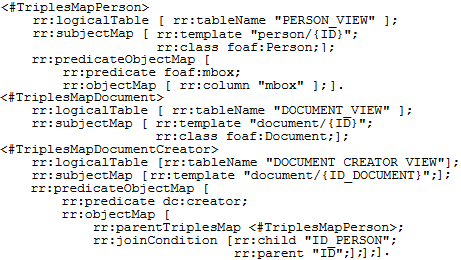 <#TriplesMapPerson>
rr:logicalTable [ rr:tableName "PERSON_VIEW" ];
rr:subjectMap [ rr:template "person/{ID}";
rr:class foaf:Person;];
rr:predicateObjectMap [
rr:predicate foaf:mbox;
rr:objectMap [ rr:column "mbox" ];].
<#TriplesMapDocument>
rr:logicalTable [ rr:tableName "DOCUMENT_VIEW" ];
rr:subjectMap [ rr:template "document/{ID}";
rr:class foaf:Document;];
<#TriplesMapDocumentCreator>
rr:logicalTable [rr:tableName "DOCUMENT_CREATOR_VIEW"];
rr:subjectMap [rr:template "document/{ID_DOCUMENT}";];
rr:predicateObjectMap [
rr:predicate dc:creator;
rr:objectMap [
rr:parentTriplesMap <#TriplesMapPerson>;
rr:joinCondition [rr:child "ID_PERSON";
rr:parent "ID";];];].